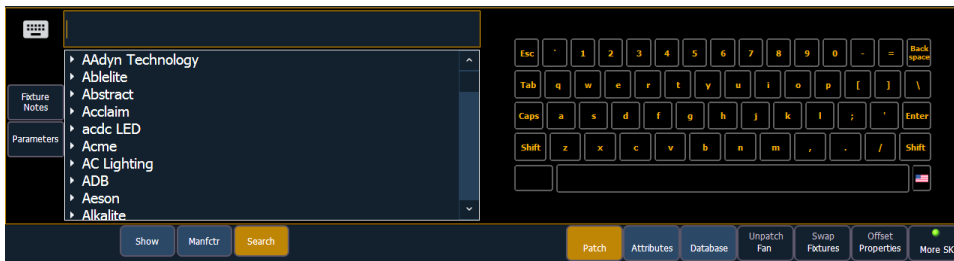 AAdyn Technology
Ablelite
Abstract
Acclaim
acdc LED
Acme
AC Lighting
ADB
Aeson
Alkalite
Fixture
Notes
Parameters
Show Manfctr Search
Esc ` 1 2 3 4 5 6 7 8 9 0 - = Back space
Tab q w e r t y u i o p [ ] \
Caps a s d f g h j k l ; ' Enter
Shift z x c v b n m , . / Shift
Patch Attributes Database Unpatch Fan Swap Fixtures Offset Properties More SK